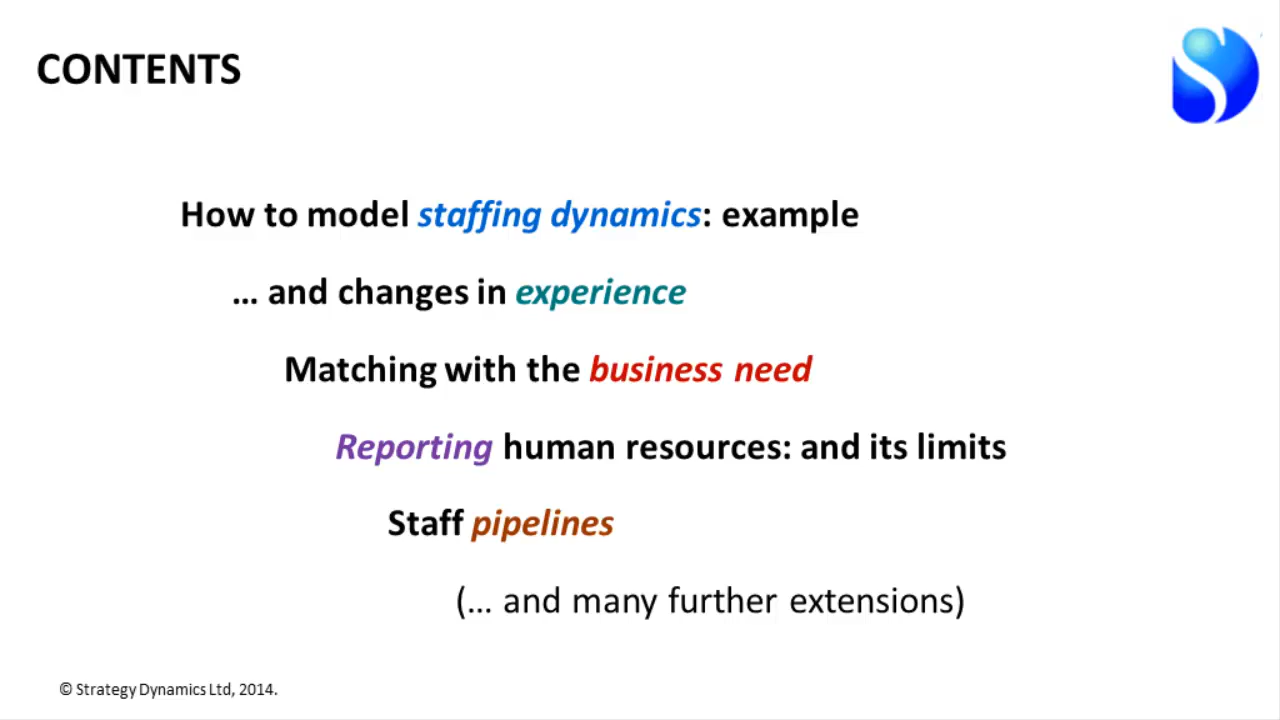 CONTENTS
How to model staffing dynamics: example
… and changes in experience
Matching with the business need
Reporting human resources: and its limits
Staff pipelines
(… and many further extensions)
© Strategy Dynamics Ltd, 2014.